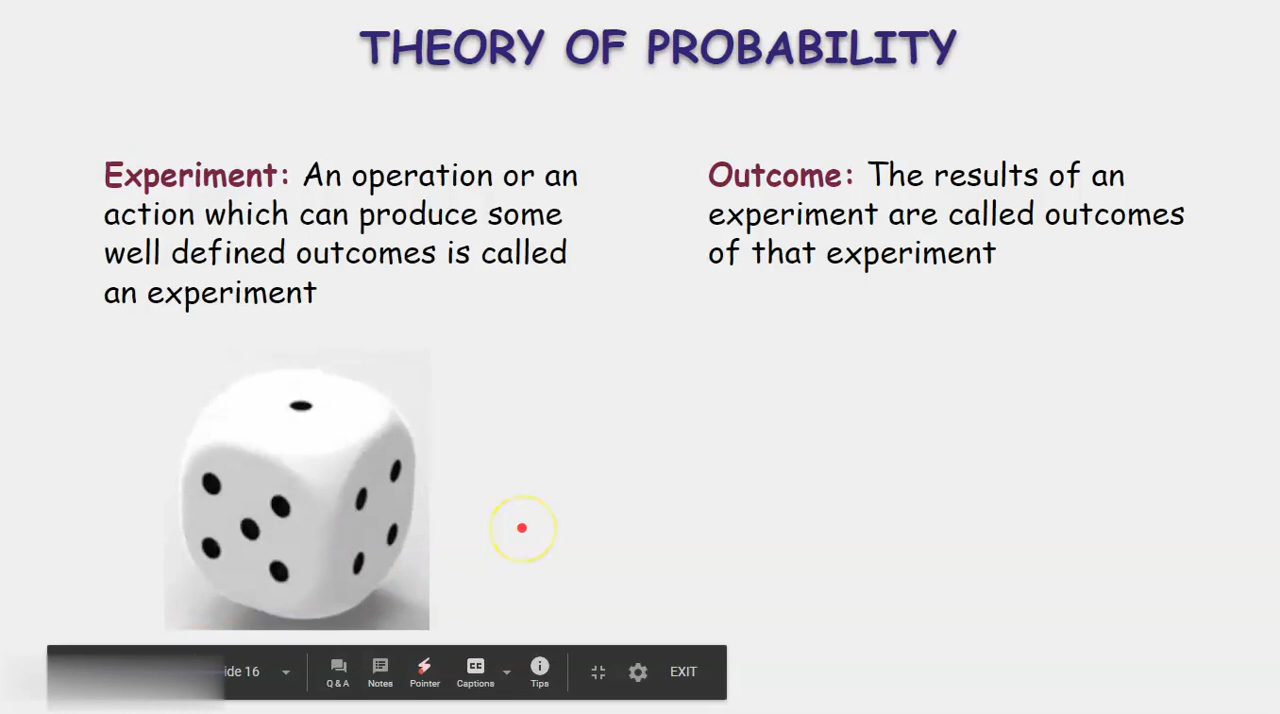 THEORY OF PROBABILITY
Experiment: An operation or an
action which can produce some
well defined outcomes is called
an experiment
Outcome: The results of an
experiment are called outcomes
of that experiment
16
Q & A
Notes
Pointer
CC
Captions
Tips
EXIT